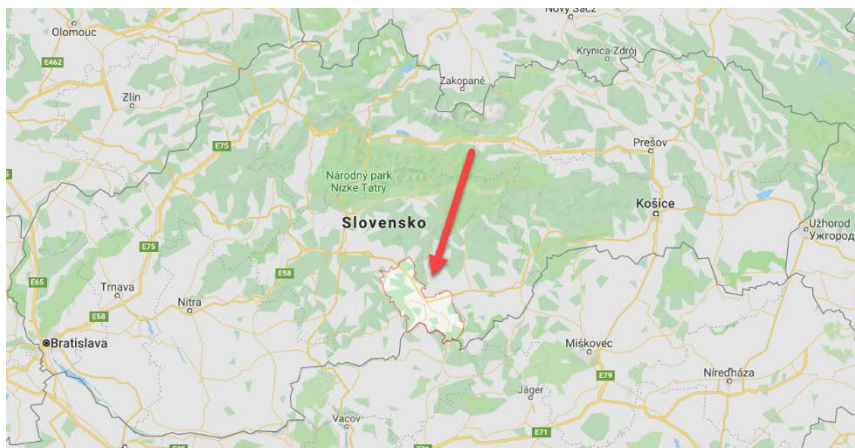 Nowy Sącz
Olomouc
Krynica-Zdrój
E462
Zakopané
Zlín
E75
Prešov
Národný park
Nízke Tatry
Košice
Slovensko
Užhorod
Ужгород
E75
E58
E65
Trnava
Nitra
E58
Bratislava
Miškovec
E79
Níreďháza
Jáger
Vacov
E71